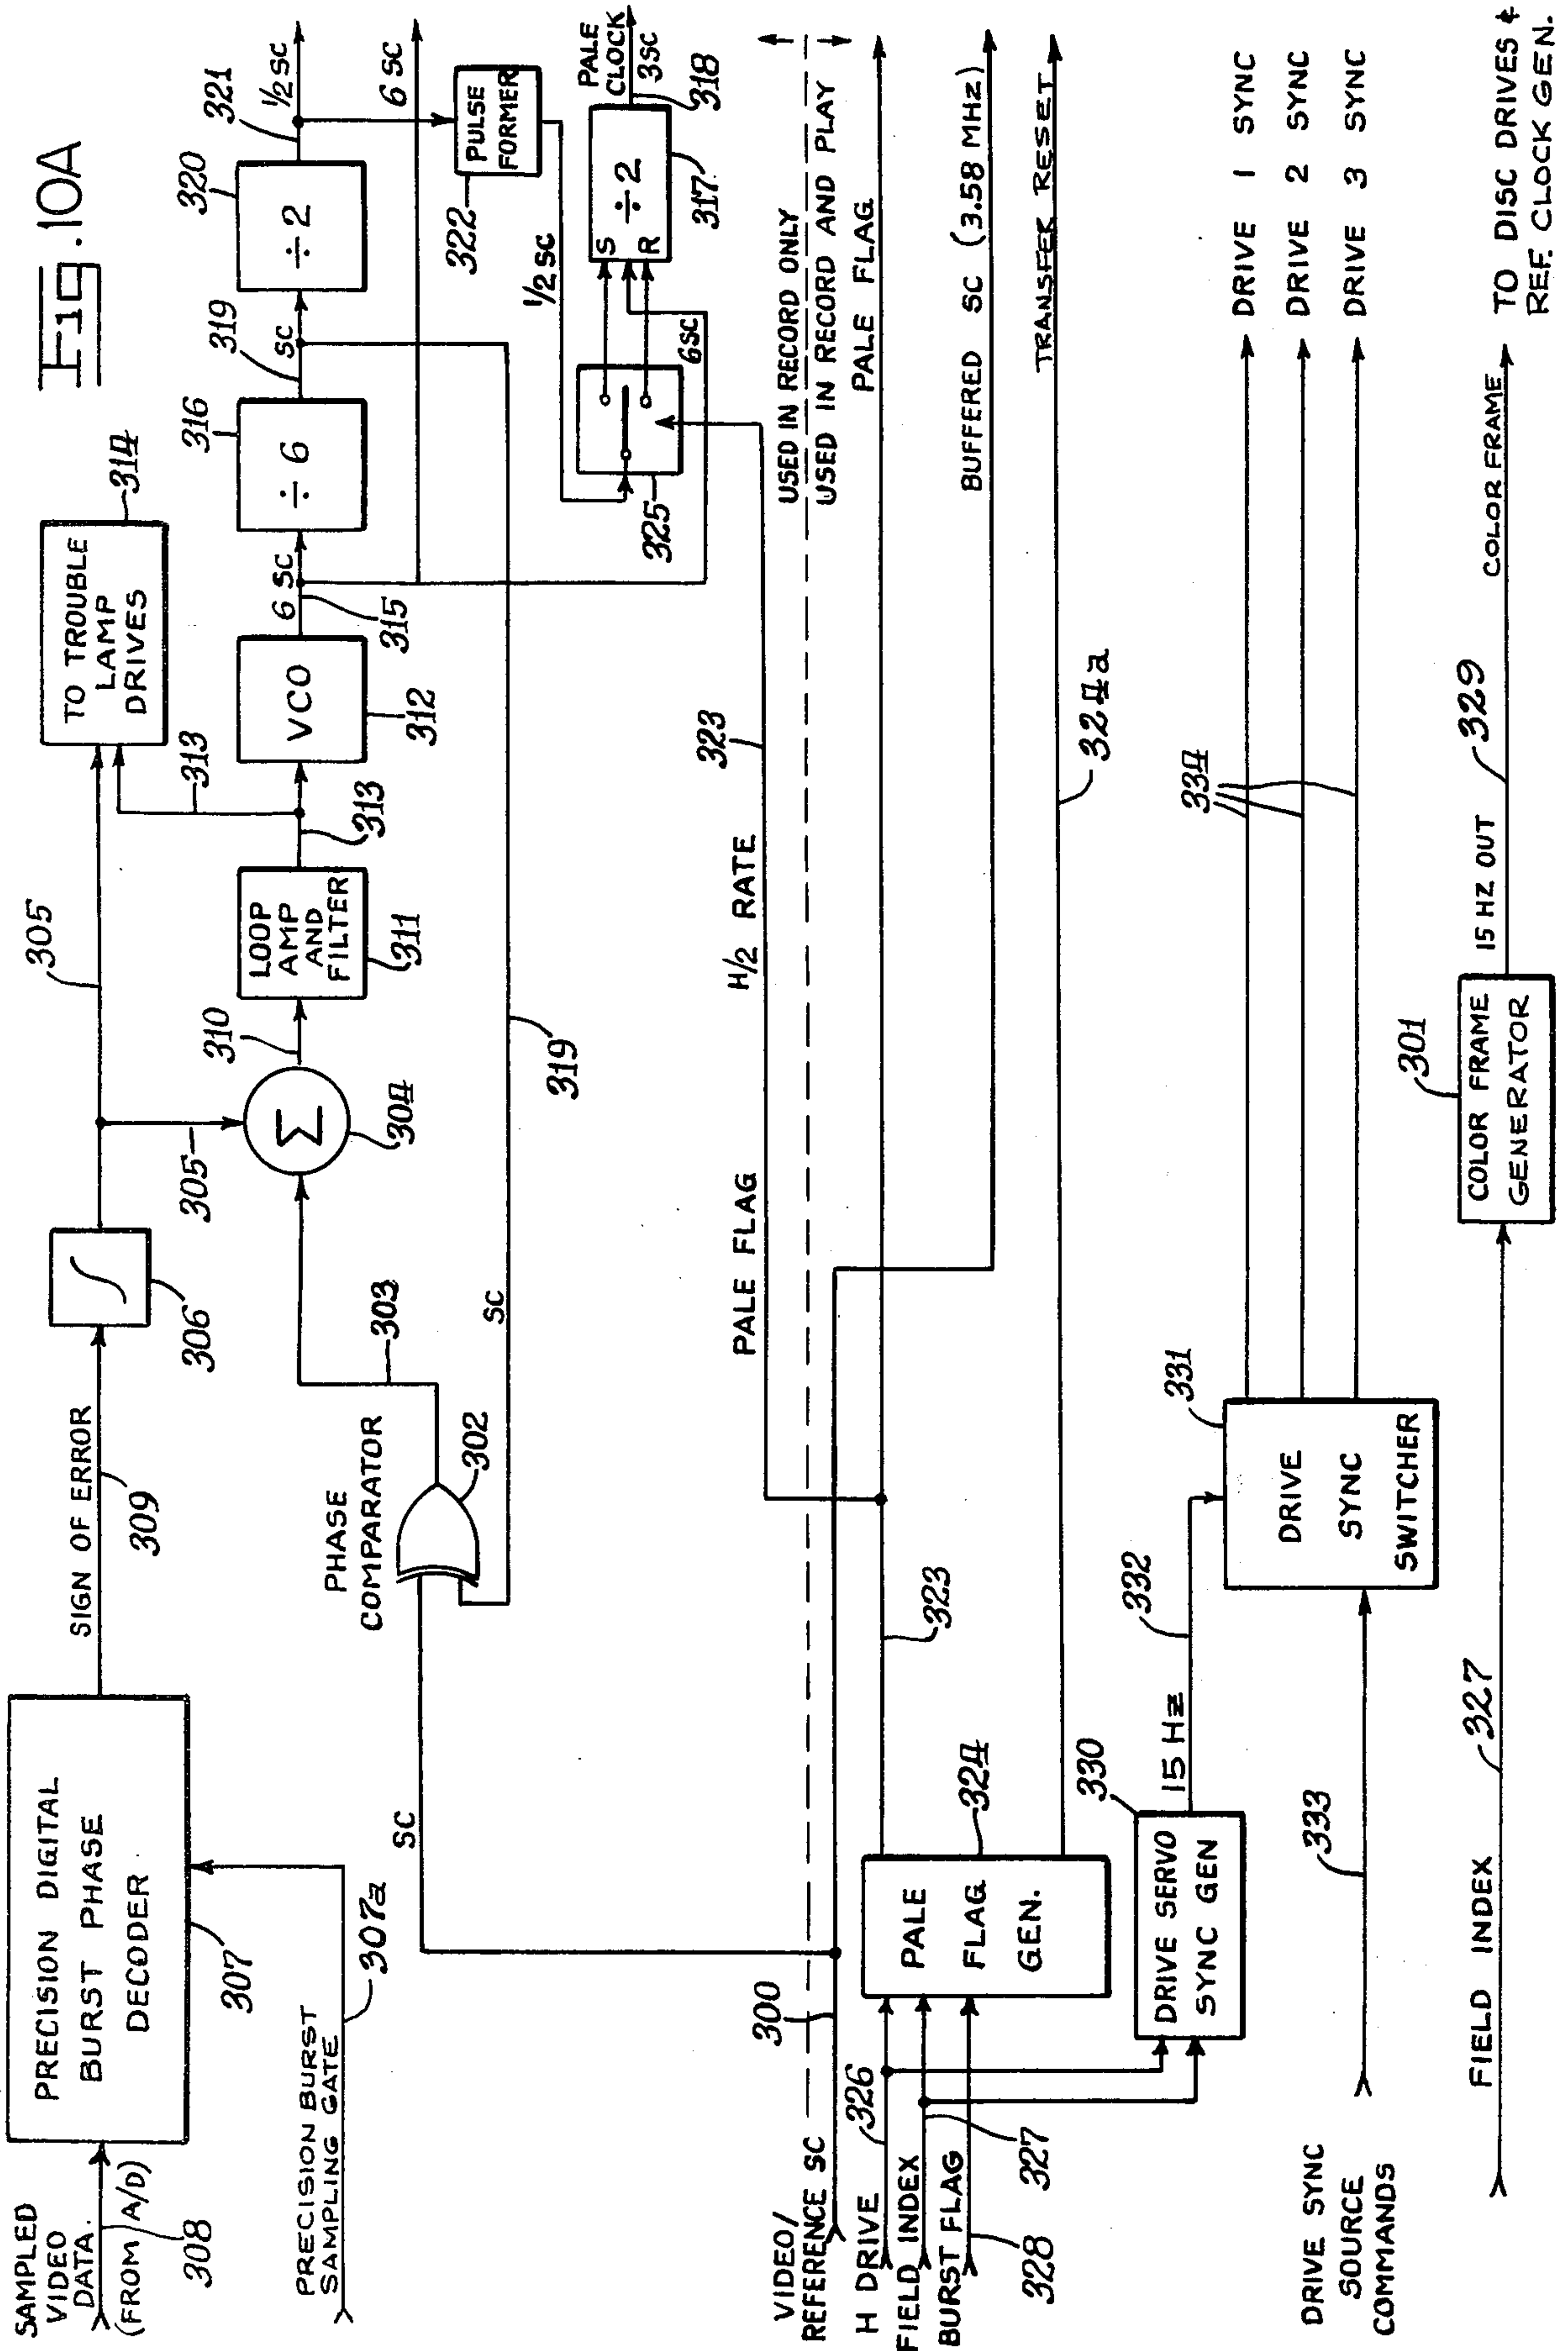 Fig. 10A
SAMPLED
VIDEO
DATA.
(FROM A/D)
308
PRECISION DIGITAL
BURST PHASE
DECODER
307
PRECISION BURST
SAMPLING GATE
307a
SIGN OF ERROR
309
306
305
305
TO TROUBLE
LAMP
DRIVES
314
313
PHASE
COMPARATOR
302
303
Σ
304
310
LOOP
AMP
AND
FILTER
311
313
VCO
312
6 SC
315
÷ 6
316
SC
319
÷ 2
320
321
1/2 SC
6 SC
PULSE
FORMER
322
1/2 SC
325
6SC
S
R
÷ 2
317
PALE
CLOCK
3SC
318
SC
319
SC
PALE FLAG
H/2 RATE
323
USED IN RECORD ONLY
USED IN RECORD AND PLAY
VIDEO/
REFERENCE SC
300
H DRIVE
326
FIELD INDEX
327
BURST FLAG
328
PALE
FLAG
GEN.
324
323
PALE FLAG
BUFFERED SC (3.58 MHz)
TRANSFER RESET
324a
DRIVE SERVO
SYNC GEN
330
15 Hz
332
DRIVE SYNC
SOURCE
COMMANDS
333
DRIVE
SYNC
SWITCHER
331
334
DRIVE 1 SYNC
DRIVE 2 SYNC
DRIVE 3 SYNC
FIELD INDEX
327
COLOR FRAME
GENERATOR
301
15 HZ OUT
329
COLOR FRAME
TO DISC DRIVES &
REF. CLOCK GEN.